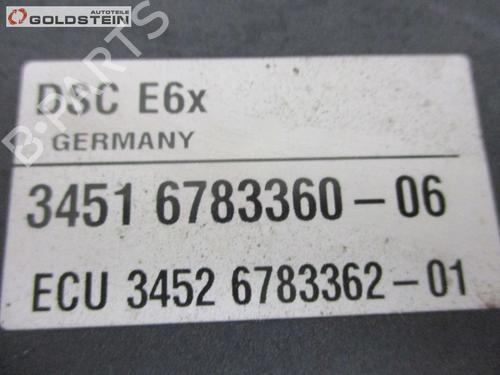 AUTOTEILE
GOLDSTEIN
B-PARTS
DSC E6x
GERMANY
3451 6783360-06
ECU 3452 6783362-01